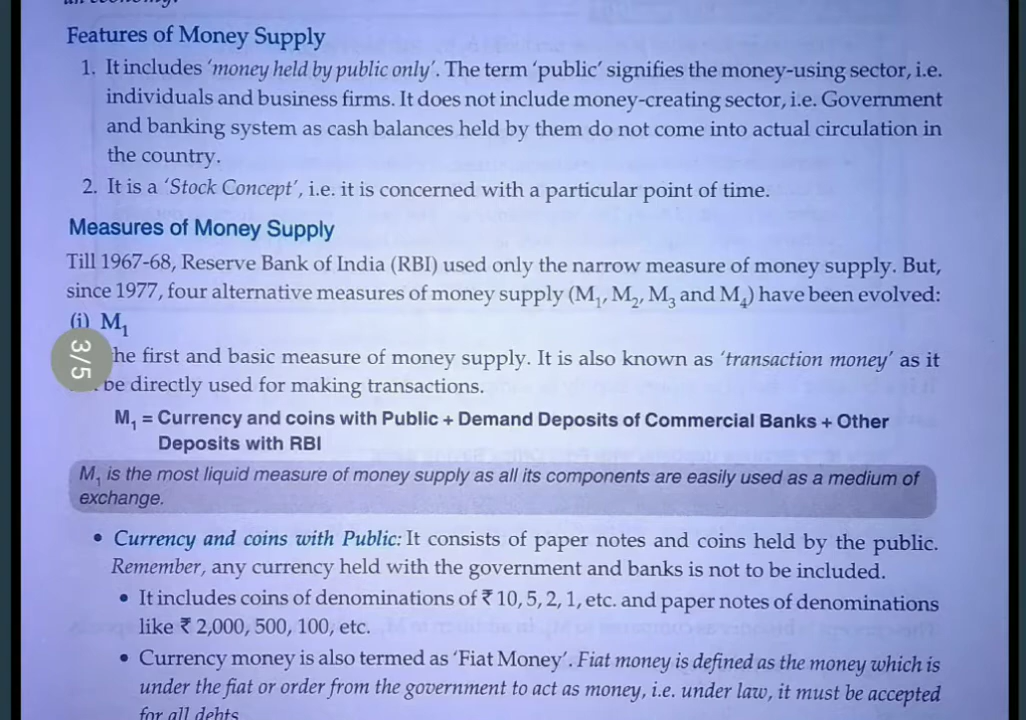 an economy.
Features of Money Supply
1. It includes ‘money held by public only’. The term ‘public’ signifies the money-using sector, i.e.
individuals and business firms. It does not include money-creating sector, i.e. Government
and banking system as cash balances held by them do not come into actual circulation in
the country.
2. It is a ‘Stock Concept’, i.e. it is concerned with a particular point of time.
Measures of Money Supply
Till 1967-68, Reserve Bank of India (RBI) used only the narrow measure of money supply. But,
since 1977, four alternative measures of money supply (M₁, M₂, M₃ and M₄) have been evolved:
(i) M₁
3/5
he first and basic measure of money supply. It is also known as ‘transaction money’ as it
be directly used for making transactions.
M₁ = Currency and coins with Public + Demand Deposits of Commercial Banks + Other
Deposits with RBI
M₁ is the most liquid measure of money supply as all its components are easily used as a medium of
exchange.
• Currency and coins with Public: It consists of paper notes and coins held by the public.
Remember, any currency held with the government and banks is not to be included.
• It includes coins of denominations of ₹ 10, 5, 2, 1, etc. and paper notes of denominations
like ₹ 2,000, 500, 100, etc.
• Currency money is also termed as ‘Fiat Money’. Fiat money is defined as the money which is
under the fiat or order from the government to act as money, i.e. under law, it must be accepted
for all debts